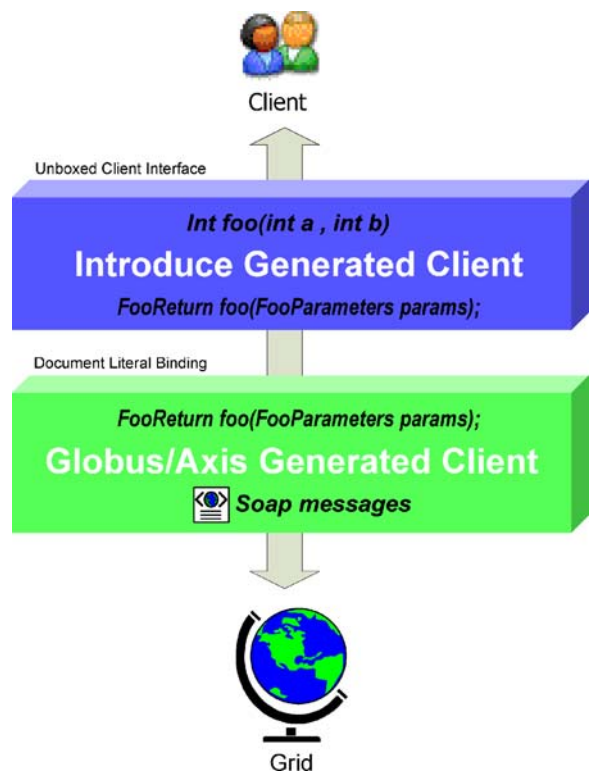 Client
Unboxed Client Interface
Int foo(int a , int b)
Introduce Generated Client
FooReturn foo(FooParameters params);
Document Literal Binding
FooReturn foo(FooParameters params);
Globus/Axis Generated Client
Soap messages
Grid